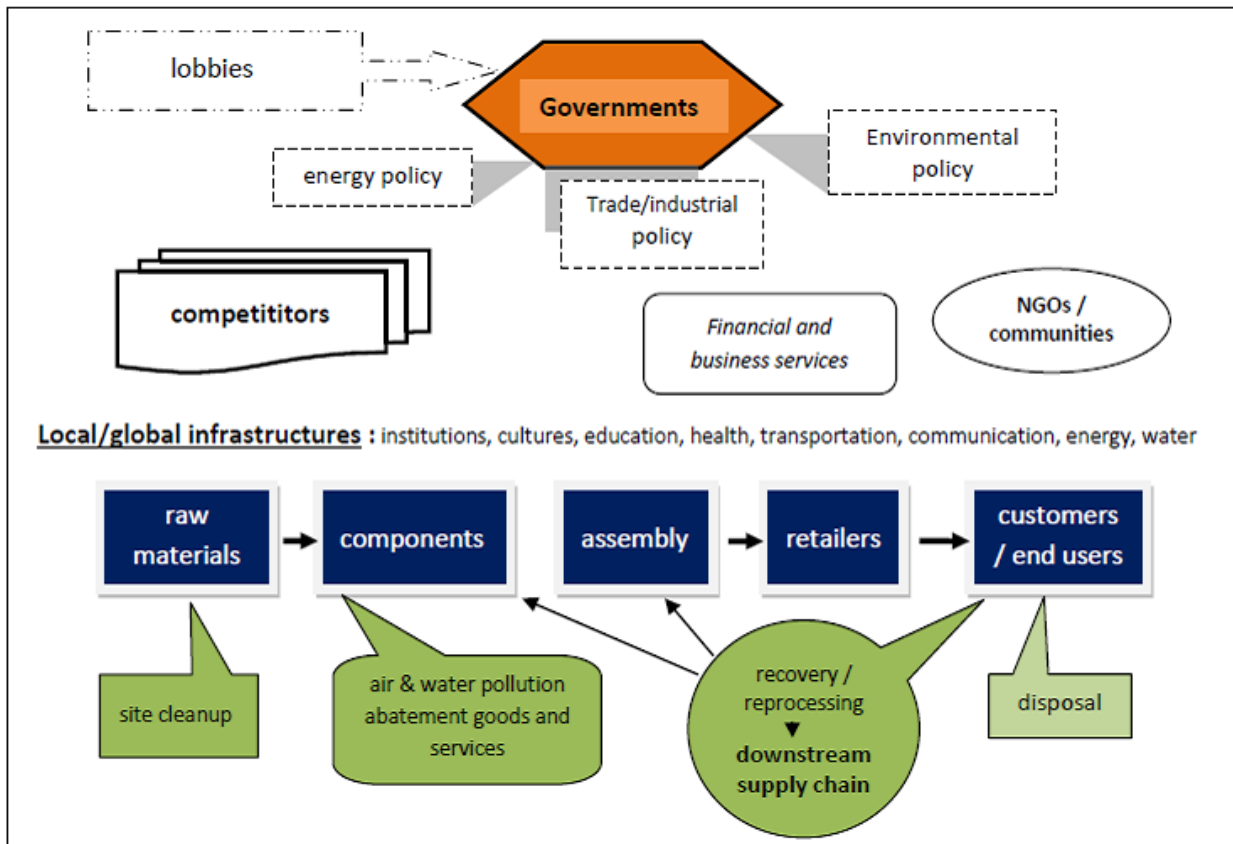 lobbies
Governments
energy policy
Trade/industrial
policy
Environmental
policy
competititors
Financial and
business services
NGOs /
communities
Local/global infrastructures : institutions, cultures, education, health, transportation, communication, energy, water
raw
materials
components
assembly
retailers
customers
/ end users
site cleanup
air & water pollution
abatement goods and
services
recovery /
reprocessing
downstream
supply chain
disposal